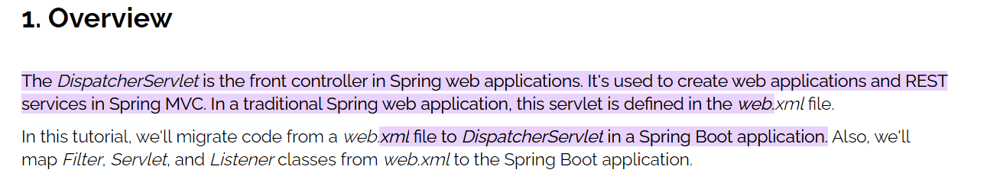 1. Overview
The DispatcherServlet is the front controller in Spring web applications. It's used to create web applications and REST
services in Spring MVC. In a traditional Spring web application, this servlet is defined in the web.xml file.
In this tutorial, we'll migrate code from a web.xml file to DispatcherServlet in a Spring Boot application. Also, we'll
map Filter, Servlet, and Listener classes from web.xml to the Spring Boot application.